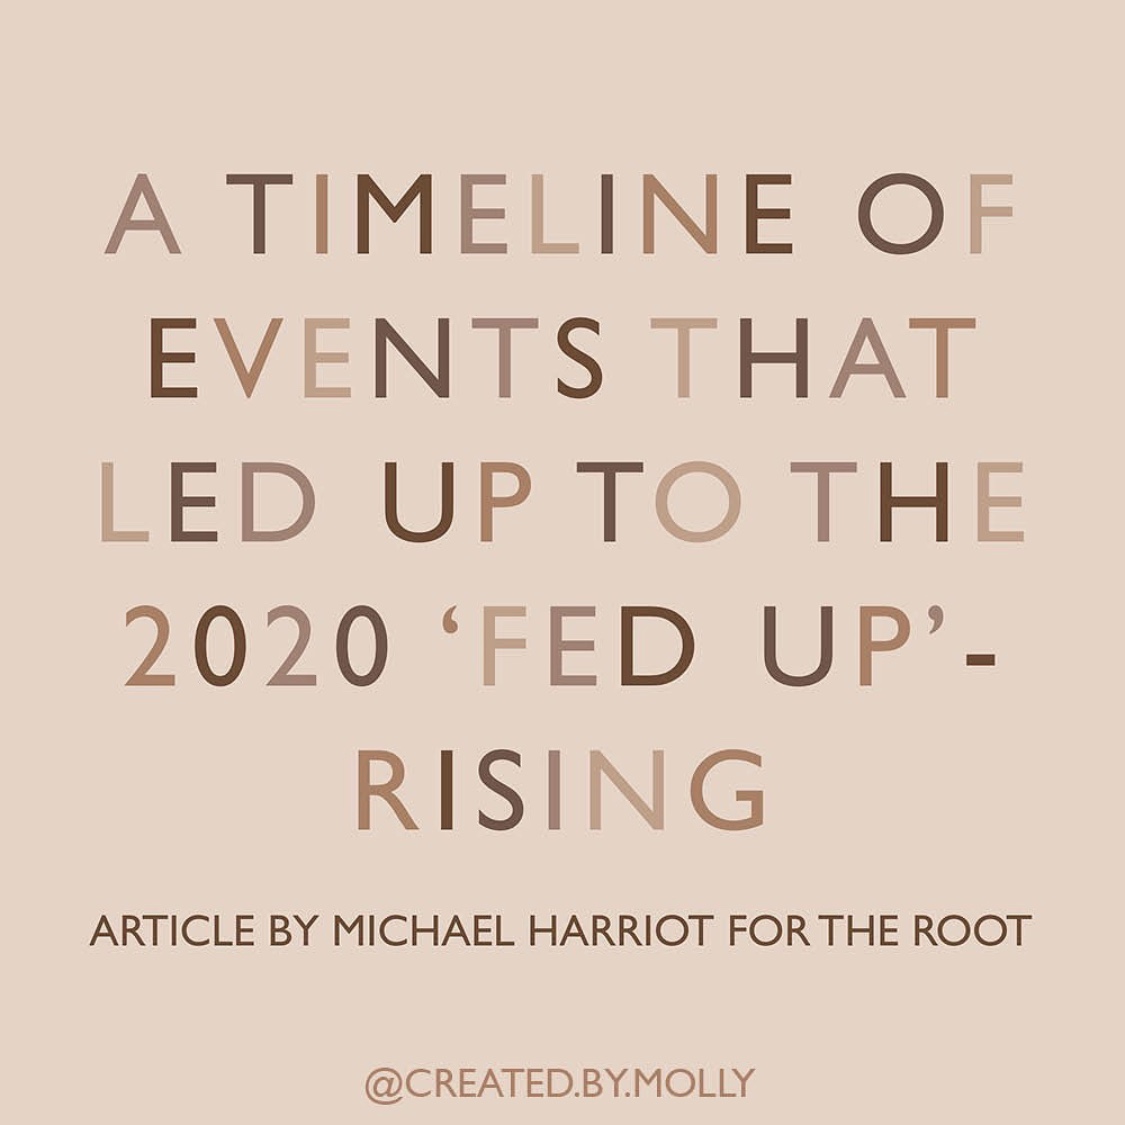 A TIMELINE OF
EVENTS THAT
LED UP TO THE
2020 ‘FED UP’-
RISING
ARTICLE BY MICHAEL HARRIOT FOR THE ROOT
@CREATED.BY.MOLLY